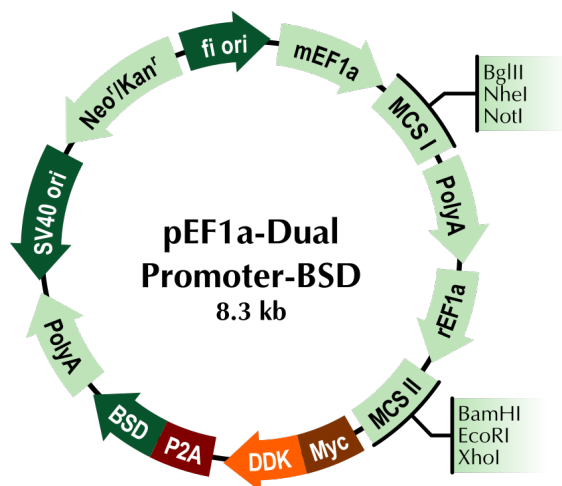 fi ori
mEF1a
MCS I
BglII
NheI
NotI
PolyA
rEF1a
MCS II
BamHI
EcoRI
XhoI
Myc
DDK
P2A
BSD
PolyA
SV40 ori
Neoʳ/Kanʳ
pEF1a-Dual
Promoter-BSD
8.3 kb